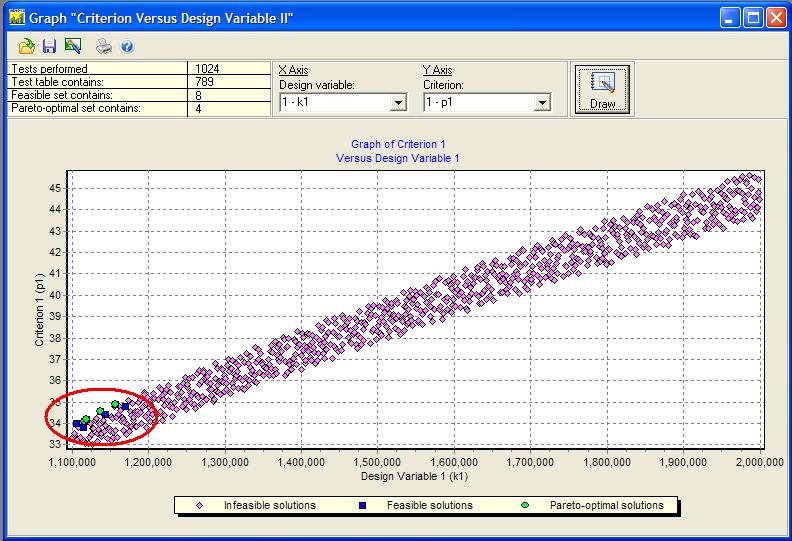 Graph "Criterion Versus Design Variable II"
Tests performed 1024
Test table contains: 789
Feasible set contains: 8
Pareto-optimal set contains: 4
X Axis
Design variable:
1 - k1
Y Axis
Criterion:
1 - p1
Draw
Graph of Criterion 1
Versus Design Variable 1
Criterion 1 (p1)
45
44
43
42
41
40
39
38
37
36
35
34
33
1,100,000 1,200,000 1,300,000 1,400,000 1,500,000 1,600,000 1,700,000 1,800,000 1,900,000 2,000,000
Design Variable 1 (k1)
Infeasible solutions Feasible solutions Pareto-optimal solutions